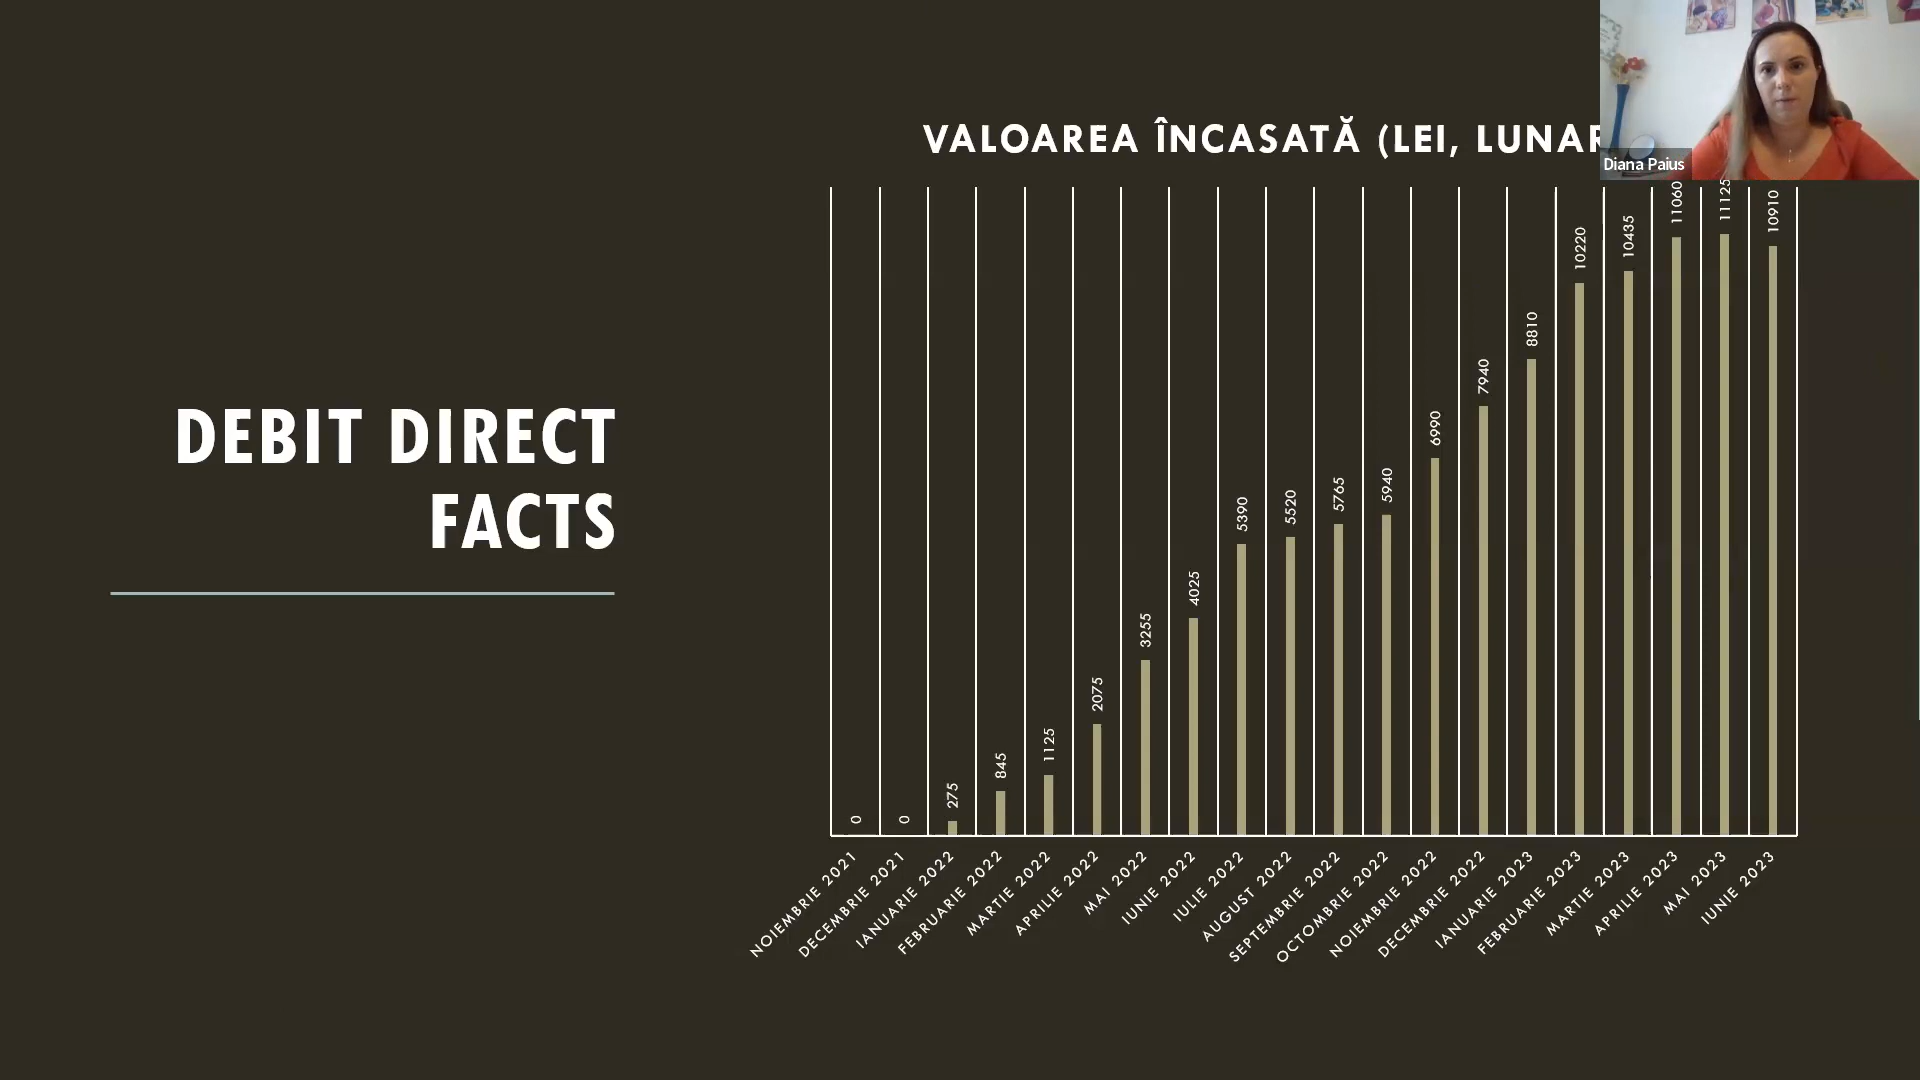 VALOAREA ÎNCASATĂ (LEI, LUNAR
Diana Paius
DEBIT DIRECT
FACTS
0
0
275
845
1125
2075
3255
4025
5390
5520
5765
5940
6990
7940
8810
10220
10435
11060
11125
10910
NOIEMBRIE 2021
DECEMBRIE 2021
IANUARIE 2022
FEBRUARIE 2022
MARTIE 2022
APRILIE 2022
MAI 2022
IUNIE 2022
IULIE 2022
AUGUST 2022
SEPTEMBRIE 2022
OCTOMBRIE 2022
NOIEMBRIE 2022
DECEMBRIE 2022
IANUARIE 2023
FEBRUARIE 2023
MARTIE 2023
APRILIE 2023
MAI 2023
IUNIE 2023